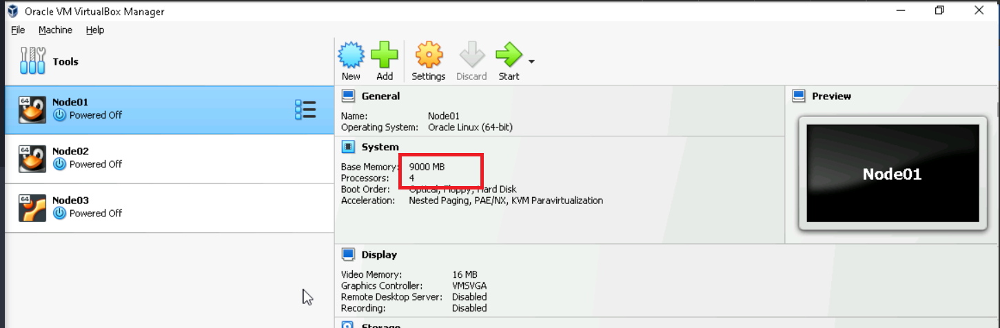 Oracle VM VirtualBox Manager
File Machine Help
Tools
New Add Settings Discard Start
64 Node01
Powered Off
64 Node02
Powered Off
64 Node03
Powered Off
General
Name: Node01
Operating System: Oracle Linux (64-bit)
System
Base Memory: 9000 MB
Processors: 4
Boot Order: Optical, Floppy, Hard Disk
Acceleration: Nested Paging, PAE/NX, KVM Paravirtualization
Preview
Node01
Display
Video Memory: 16 MB
Graphics Controller: VMSVGA
Remote Desktop Server: Disabled
Recording: Disabled
Storage